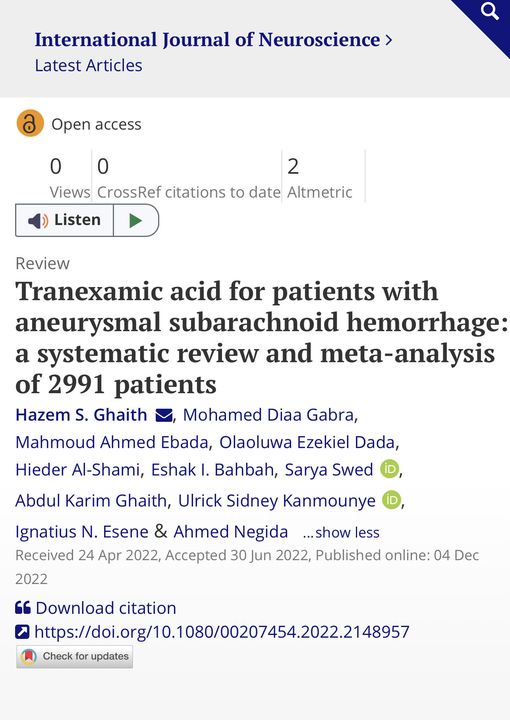 International Journal of Neuroscience >
Latest Articles
Open access
0 0 2
Views CrossRef citations to date Altmetric
Listen
Review
Tranexamic acid for patients with
aneurysmal subarachnoid hemorrhage:
a systematic review and meta-analysis
of 2991 patients
Hazem S. Ghaith , Mohamed Diaa Gabra,
Mahmoud Ahmed Ebada, Olaoluwa Ezekiel Dada,
Hieder Al-Shami, Eshak I. Bahbah, Sarya Swed iD,
Abdul Karim Ghaith, Ulrick Sidney Kanmounye iD,
Ignatius N. Esene & Ahmed Negida ...show less
Received 24 Apr 2022, Accepted 30 Jun 2022, Published online: 04 Dec
2022
Download citation
https://doi.org/10.1080/00207454.2022.2148957
Check for updates